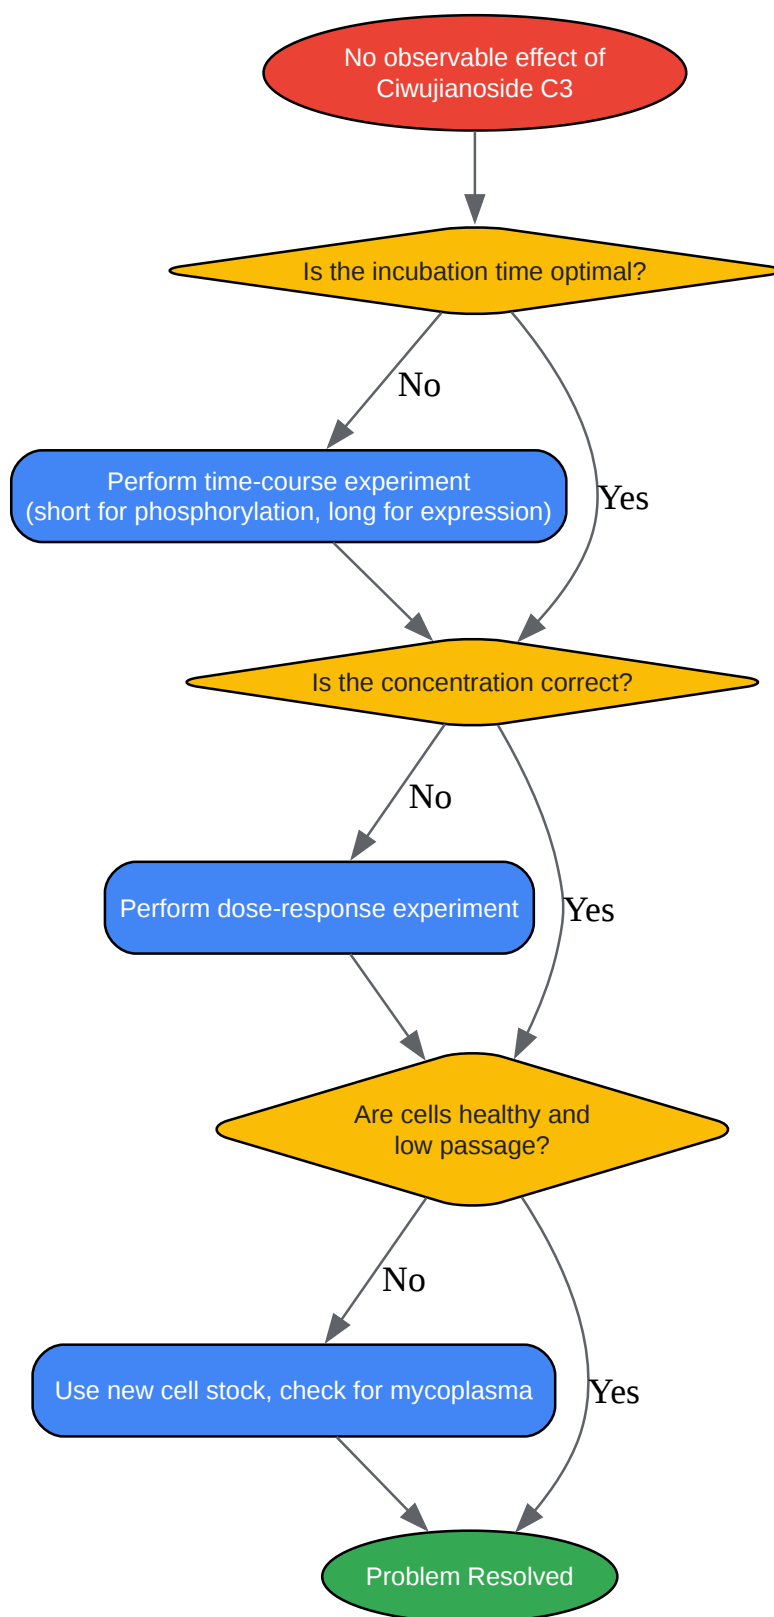 No observable effect of
Ciwujianoside C3
Is the incubation time optimal?
No
Perform time-course experiment
(short for phosphorylation, long for expression)
Yes
Is the concentration correct?
No
Perform dose-response experiment
Yes
Are cells healthy and
low passage?
No
Use new cell stock, check for mycoplasma
Yes
Problem Resolved